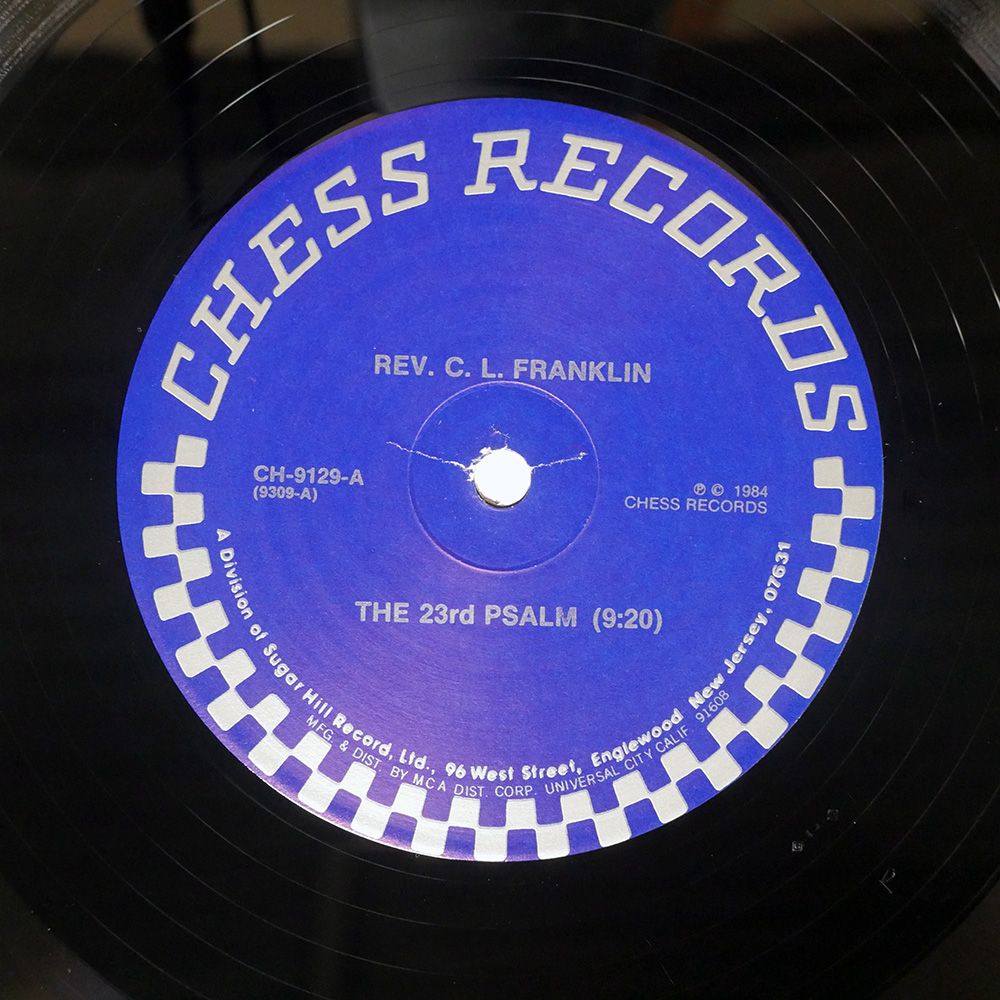 CHESS RECORDS
REV. C. L. FRANKLIN
CH-9129-A
(9309-A)
℗ © 1984
CHESS RECORDS
THE 23rd PSALM (9:20)
A Division of Sugar Hill Record, Ltd., 96 West Street, Englewood New Jersey, 07631
MFG. & DIST. BY MCA DIST. CORP. UNIVERSAL CITY CALIF 91608